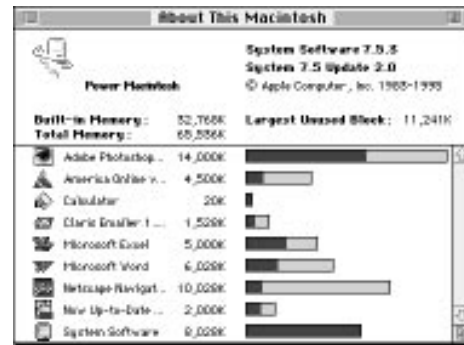 About This Macintosh
System Software 7.5.3
System 7.5 Update 2.0
Power Macintosh
© Apple Computer, Inc. 1983-1995
Built-in Memory: 32,768K
Largest Unused Block: 11,241K
Total Memory:
Adobe Photoshop... 14,000K
America Online v... 4,500K
Calculator 20K
Claris Emailer 1... 1,528K
Microsoft Excel 5,000K
Microsoft Word 6,028K
Netscape Navigat... 10,028K
Now Up-to-Date ... 2,000K
System Software 8,028K